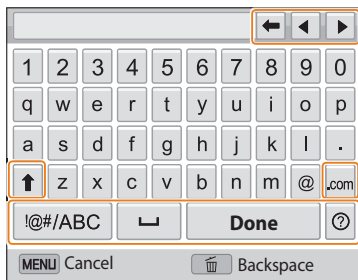 1 2 3 4 5 6 7 8 9 0
q w e r t y u i o p
a s d f g h j k l .
z x c v b n m @ .com
!@#/ABC Done ?
MENU Cancel Backspace